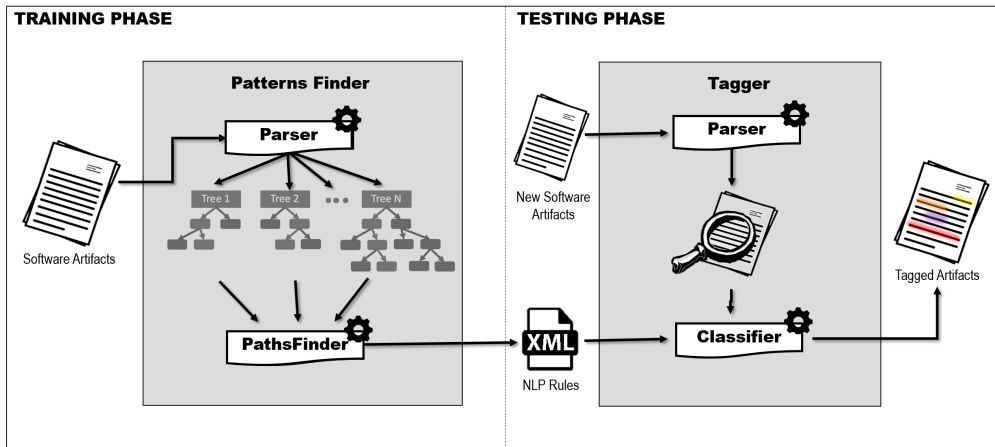 TRAINING PHASE
Patterns Finder
Parser
Tree 1
Tree 2
Tree N
Software Artifacts
PathsFinder
TESTING PHASE
Tagger
Parser
New Software
Artifacts
XML
NLP Rules
Classifier
Tagged Artifacts